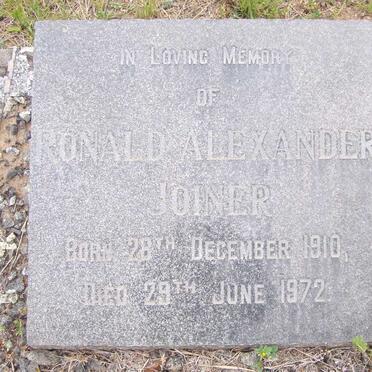 IN LOVING MEMORY
OF
RONALD ALEXANDER
JOINER
BORN 28TH DECEMBER 1910,
DIED 29TH JUNE 1972.